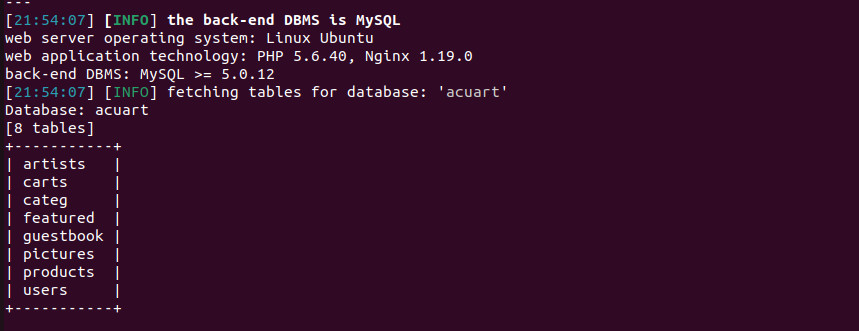 ---
[21:54:07] [INFO] the back-end DBMS is MySQL
web server operating system: Linux Ubuntu
web application technology: PHP 5.6.40, Nginx 1.19.0
back-end DBMS: MySQL >= 5.0.12
[21:54:07] [INFO] fetching tables for database: 'acuart'
Database: acuart
[8 tables]
+-----------+
| artists   |
| carts     |
| categ     |
| featured  |
| guestbook |
| pictures  |
| products  |
| users     |
+-----------+